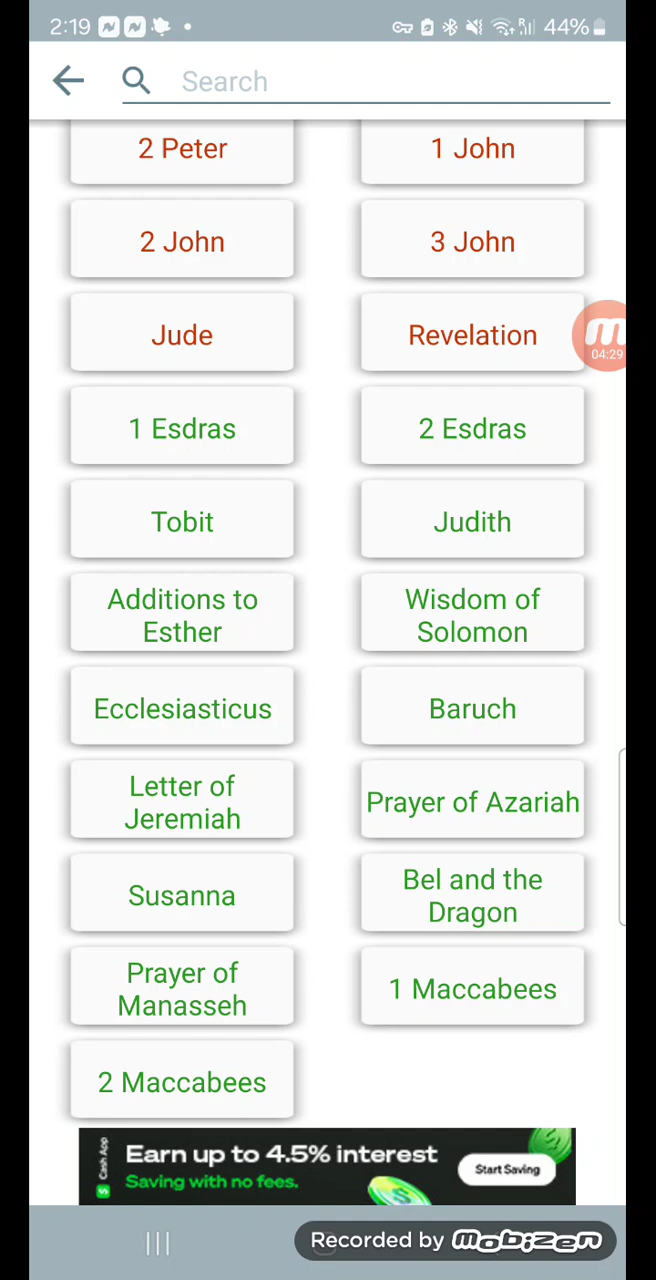 2:19
44%
Search
2 Peter
1 John
2 John
3 John
Jude
Revelation
04:29
1 Esdras
2 Esdras
Tobit
Judith
Additions to
Esther
Wisdom of
Solomon
Ecclesiasticus
Baruch
Letter of
Jeremiah
Prayer of Azariah
Susanna
Bel and the
Dragon
Prayer of
Manasseh
1 Maccabees
2 Maccabees
Cash App
Earn up to 4.5% interest
Saving with no fees.
Start Saving
Recorded by mobizen